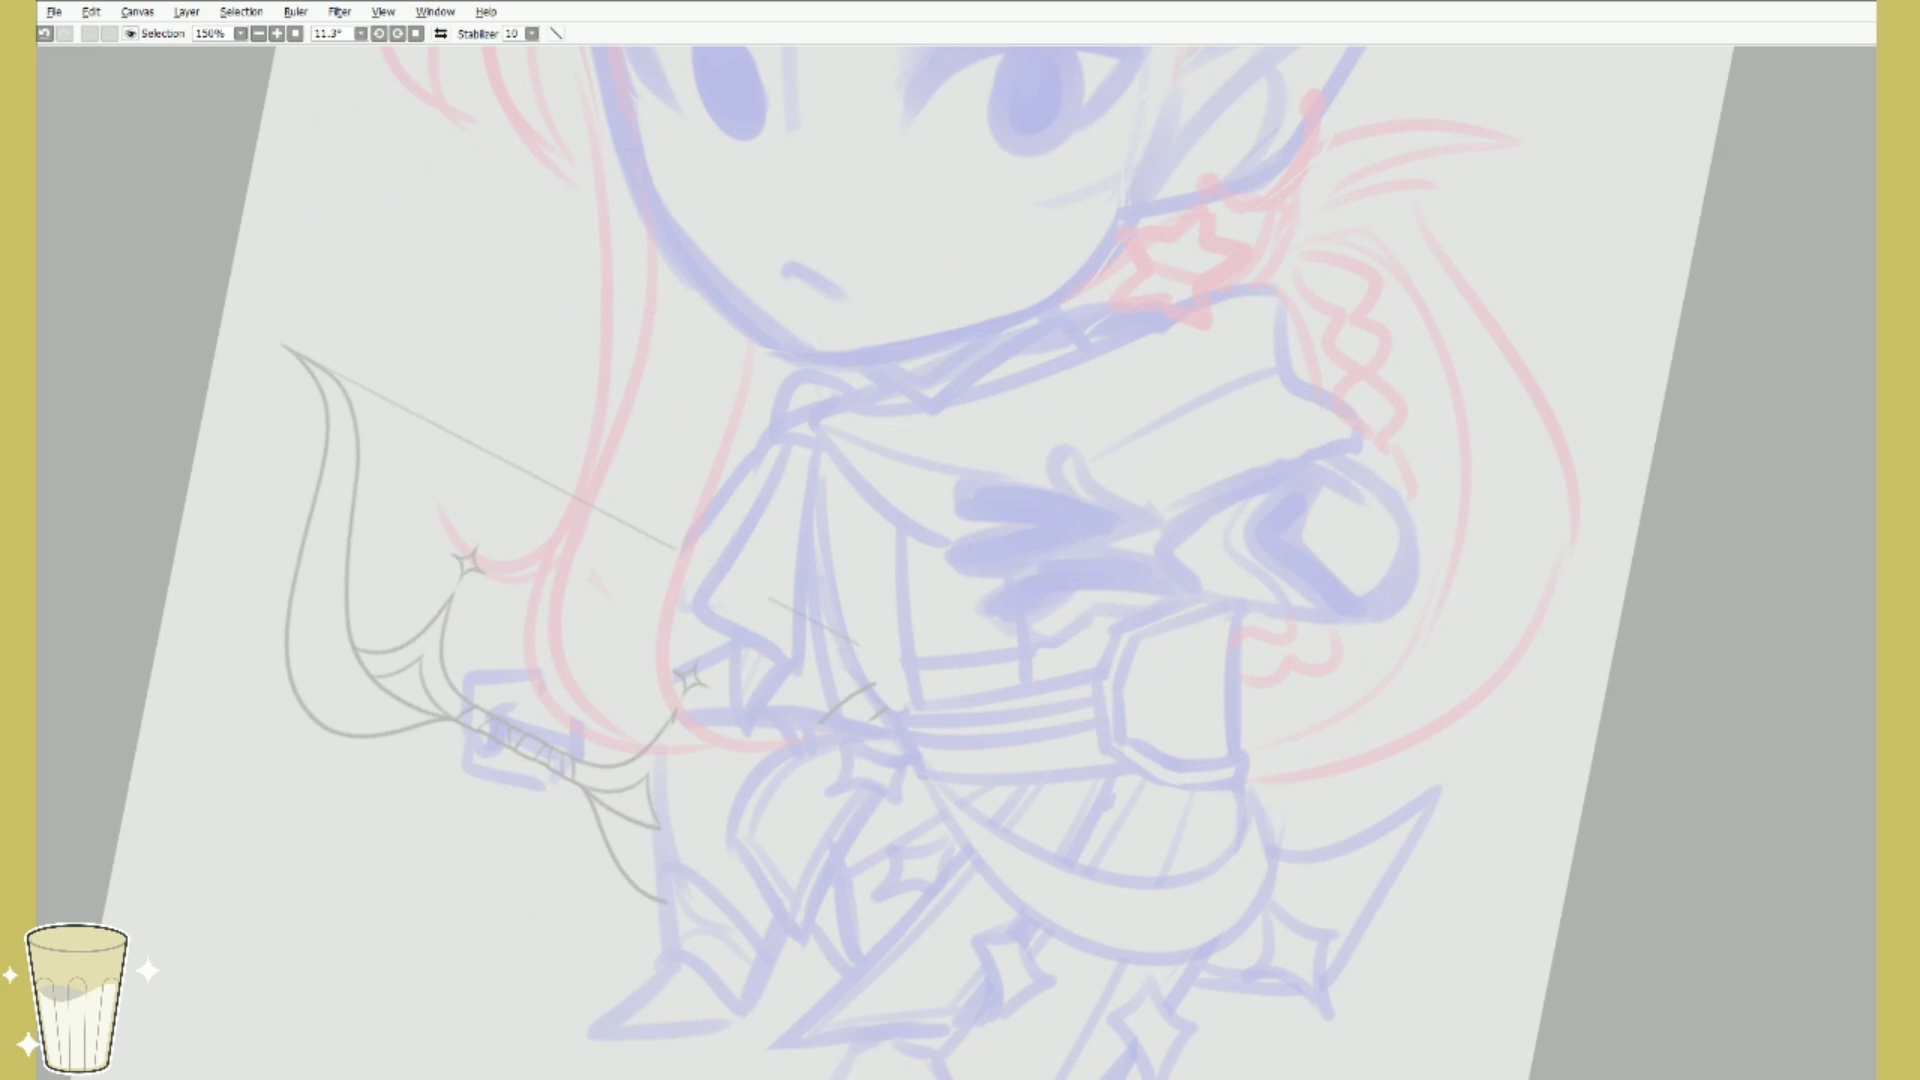 File Edit Canvas Layer Selection Ruler Filter View Window Help
Selection 150% 11.3° Stabilizer 10